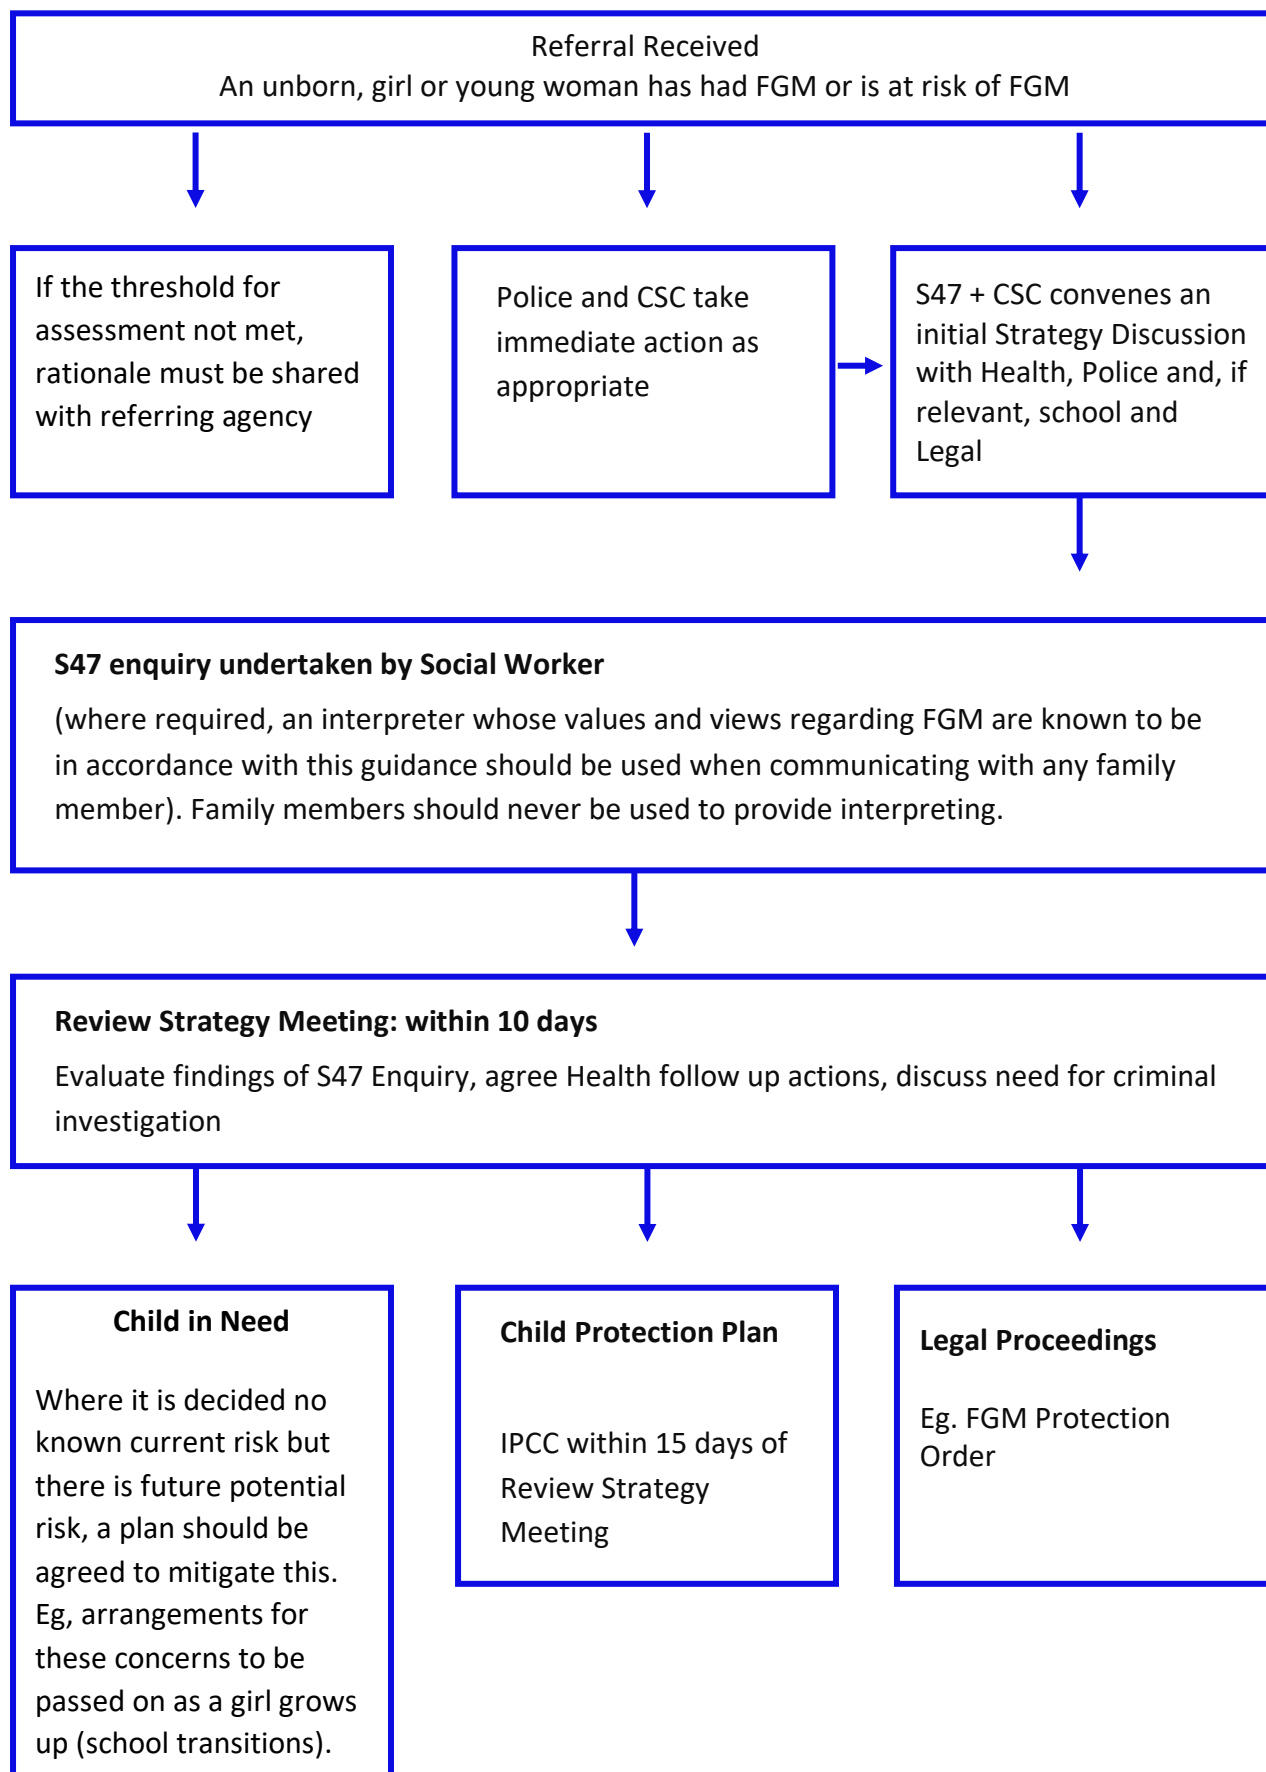 Referral Received
An unborn, girl or young woman has had FGM or is at risk of FGM
If the threshold for
assessment not met,
rationale must be shared
with referring agency
Police and CSC take
immediate action as
appropriate
S47 + CSC convenes an
initial Strategy Discussion
with Health, Police and, if
relevant, school and
Legal
S47 enquiry undertaken by Social Worker
(where required, an interpreter whose values and views regarding FGM are known to be
in accordance with this guidance should be used when communicating with any family
member). Family members should never be used to provide interpreting.
Review Strategy Meeting: within 10 days
Evaluate findings of S47 Enquiry, agree Health follow up actions, discuss need for criminal
investigation
Child in Need
Where it is decided no
known current risk but
there is future potential
risk, a plan should be
agreed to mitigate this.
Eg, arrangements for
these concerns to be
passed on as a girl grows
up (school transitions).
Child Protection Plan
IPCC within 15 days of
Review Strategy
Meeting
Legal Proceedings
Eg. FGM Protection
Order